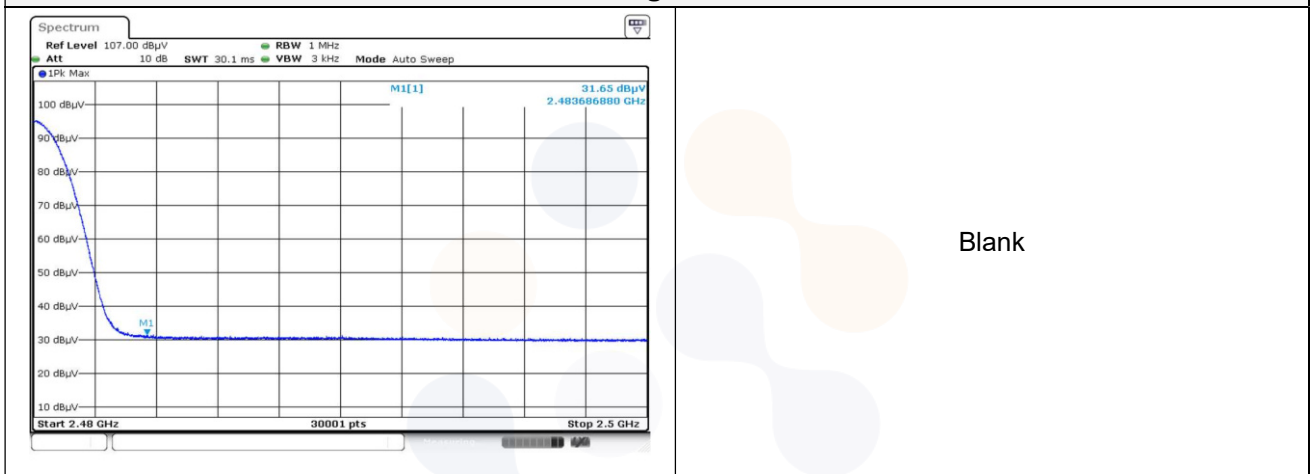 Spectrum
Ref Level 107.00 dBµV RBW 1 MHz
Att 10 dB SWT 30.1 ms VBW 3 kHz Mode Auto Sweep
1Pk Max
M1[1] 31.65 dBµV
2.483686880 GHz
100 dBµV
90 dBµV
80 dBµV
70 dBµV
60 dBµV
50 dBµV
40 dBµV
M1
30 dBµV
20 dBµV
10 dBµV
Start 2.48 GHz 30001 pts Stop 2.5 GHz
Blank